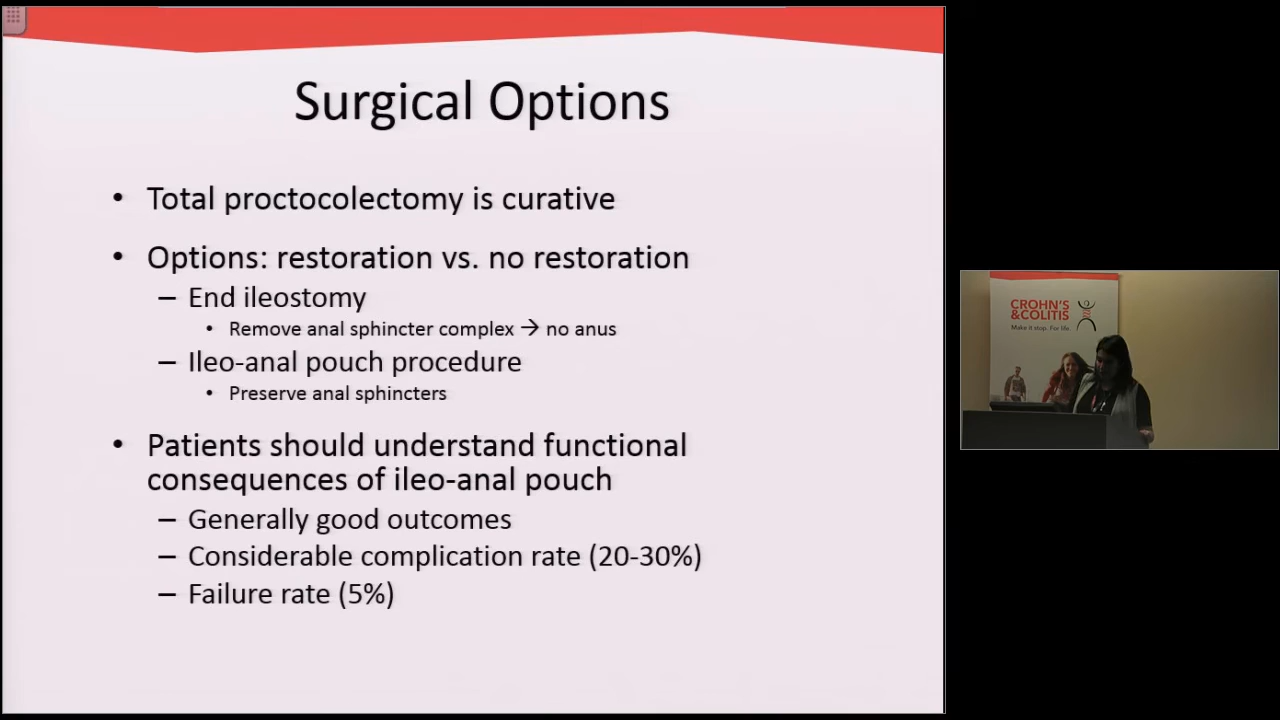 Surgical Options
• Total proctocolectomy is curative
• Options: restoration vs. no restoration
– End ileostomy
• Remove anal sphincter complex → no anus
– Ileo-anal pouch procedure
• Preserve anal sphincters
• Patients should understand functional
consequences of ileo-anal pouch
– Generally good outcomes
– Considerable complication rate (20-30%)
– Failure rate (5%)
CROHN'S
&COLITIS
Make it stop. For life.